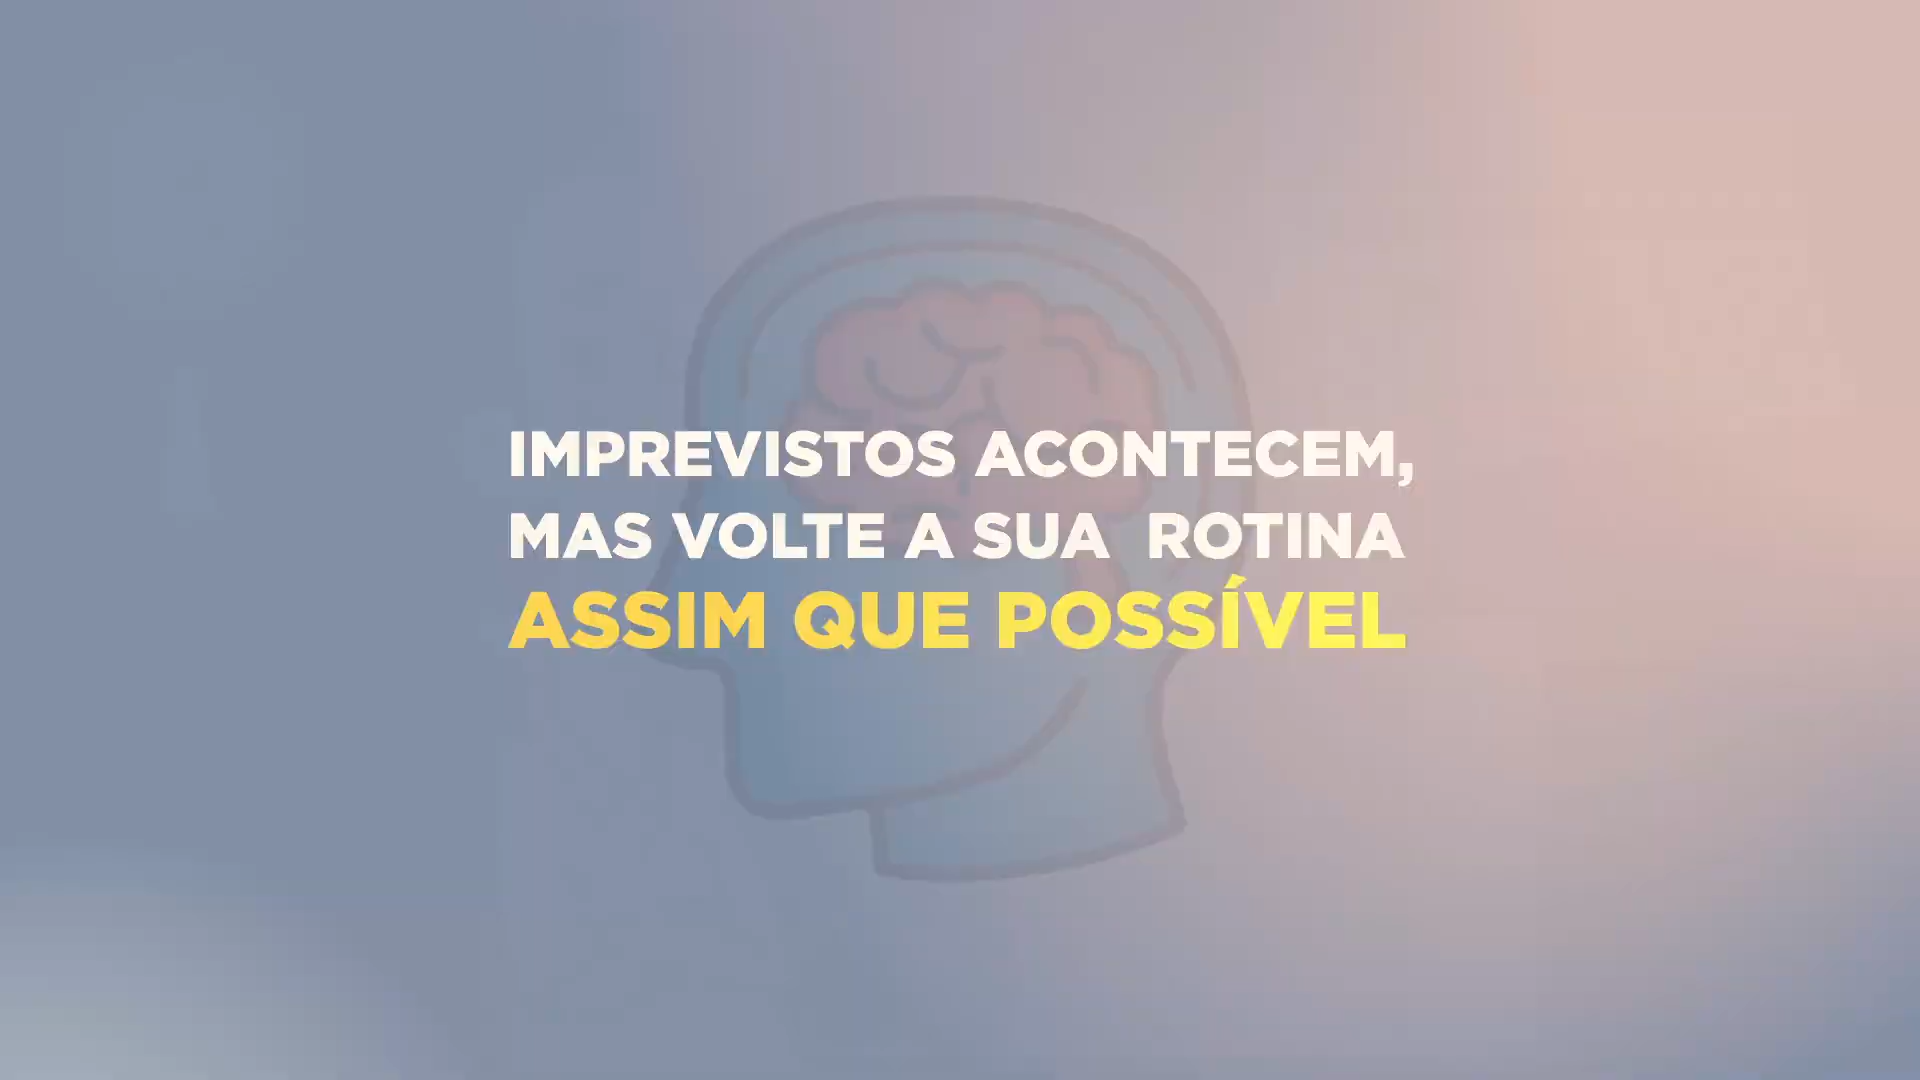 IMPREVISTOS ACONTECEM,
MAS VOLTE A SUA ROTINA
ASSIM QUE POSSÍVEL